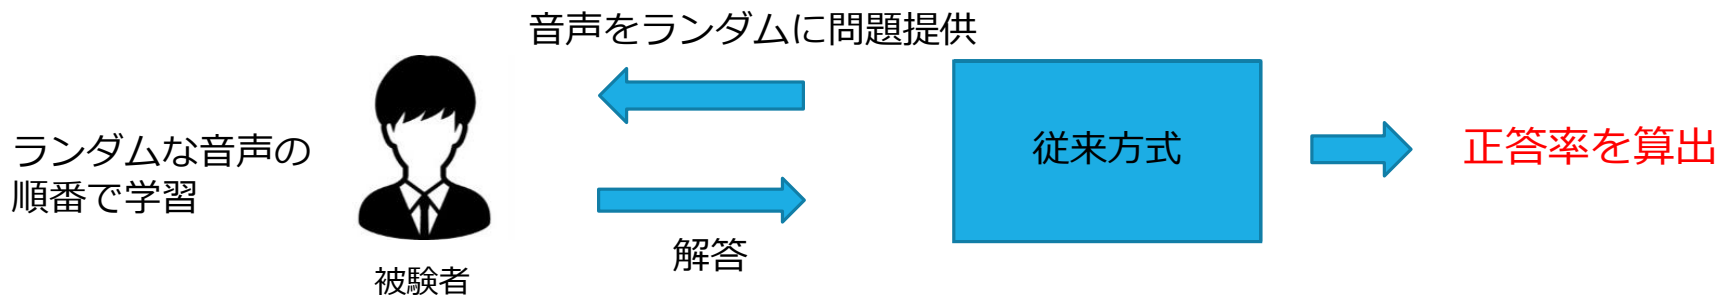 音声をランダムに問題提供
ランダムな音声の
順番で学習
従来方式
正答率を算出
解答
被験者